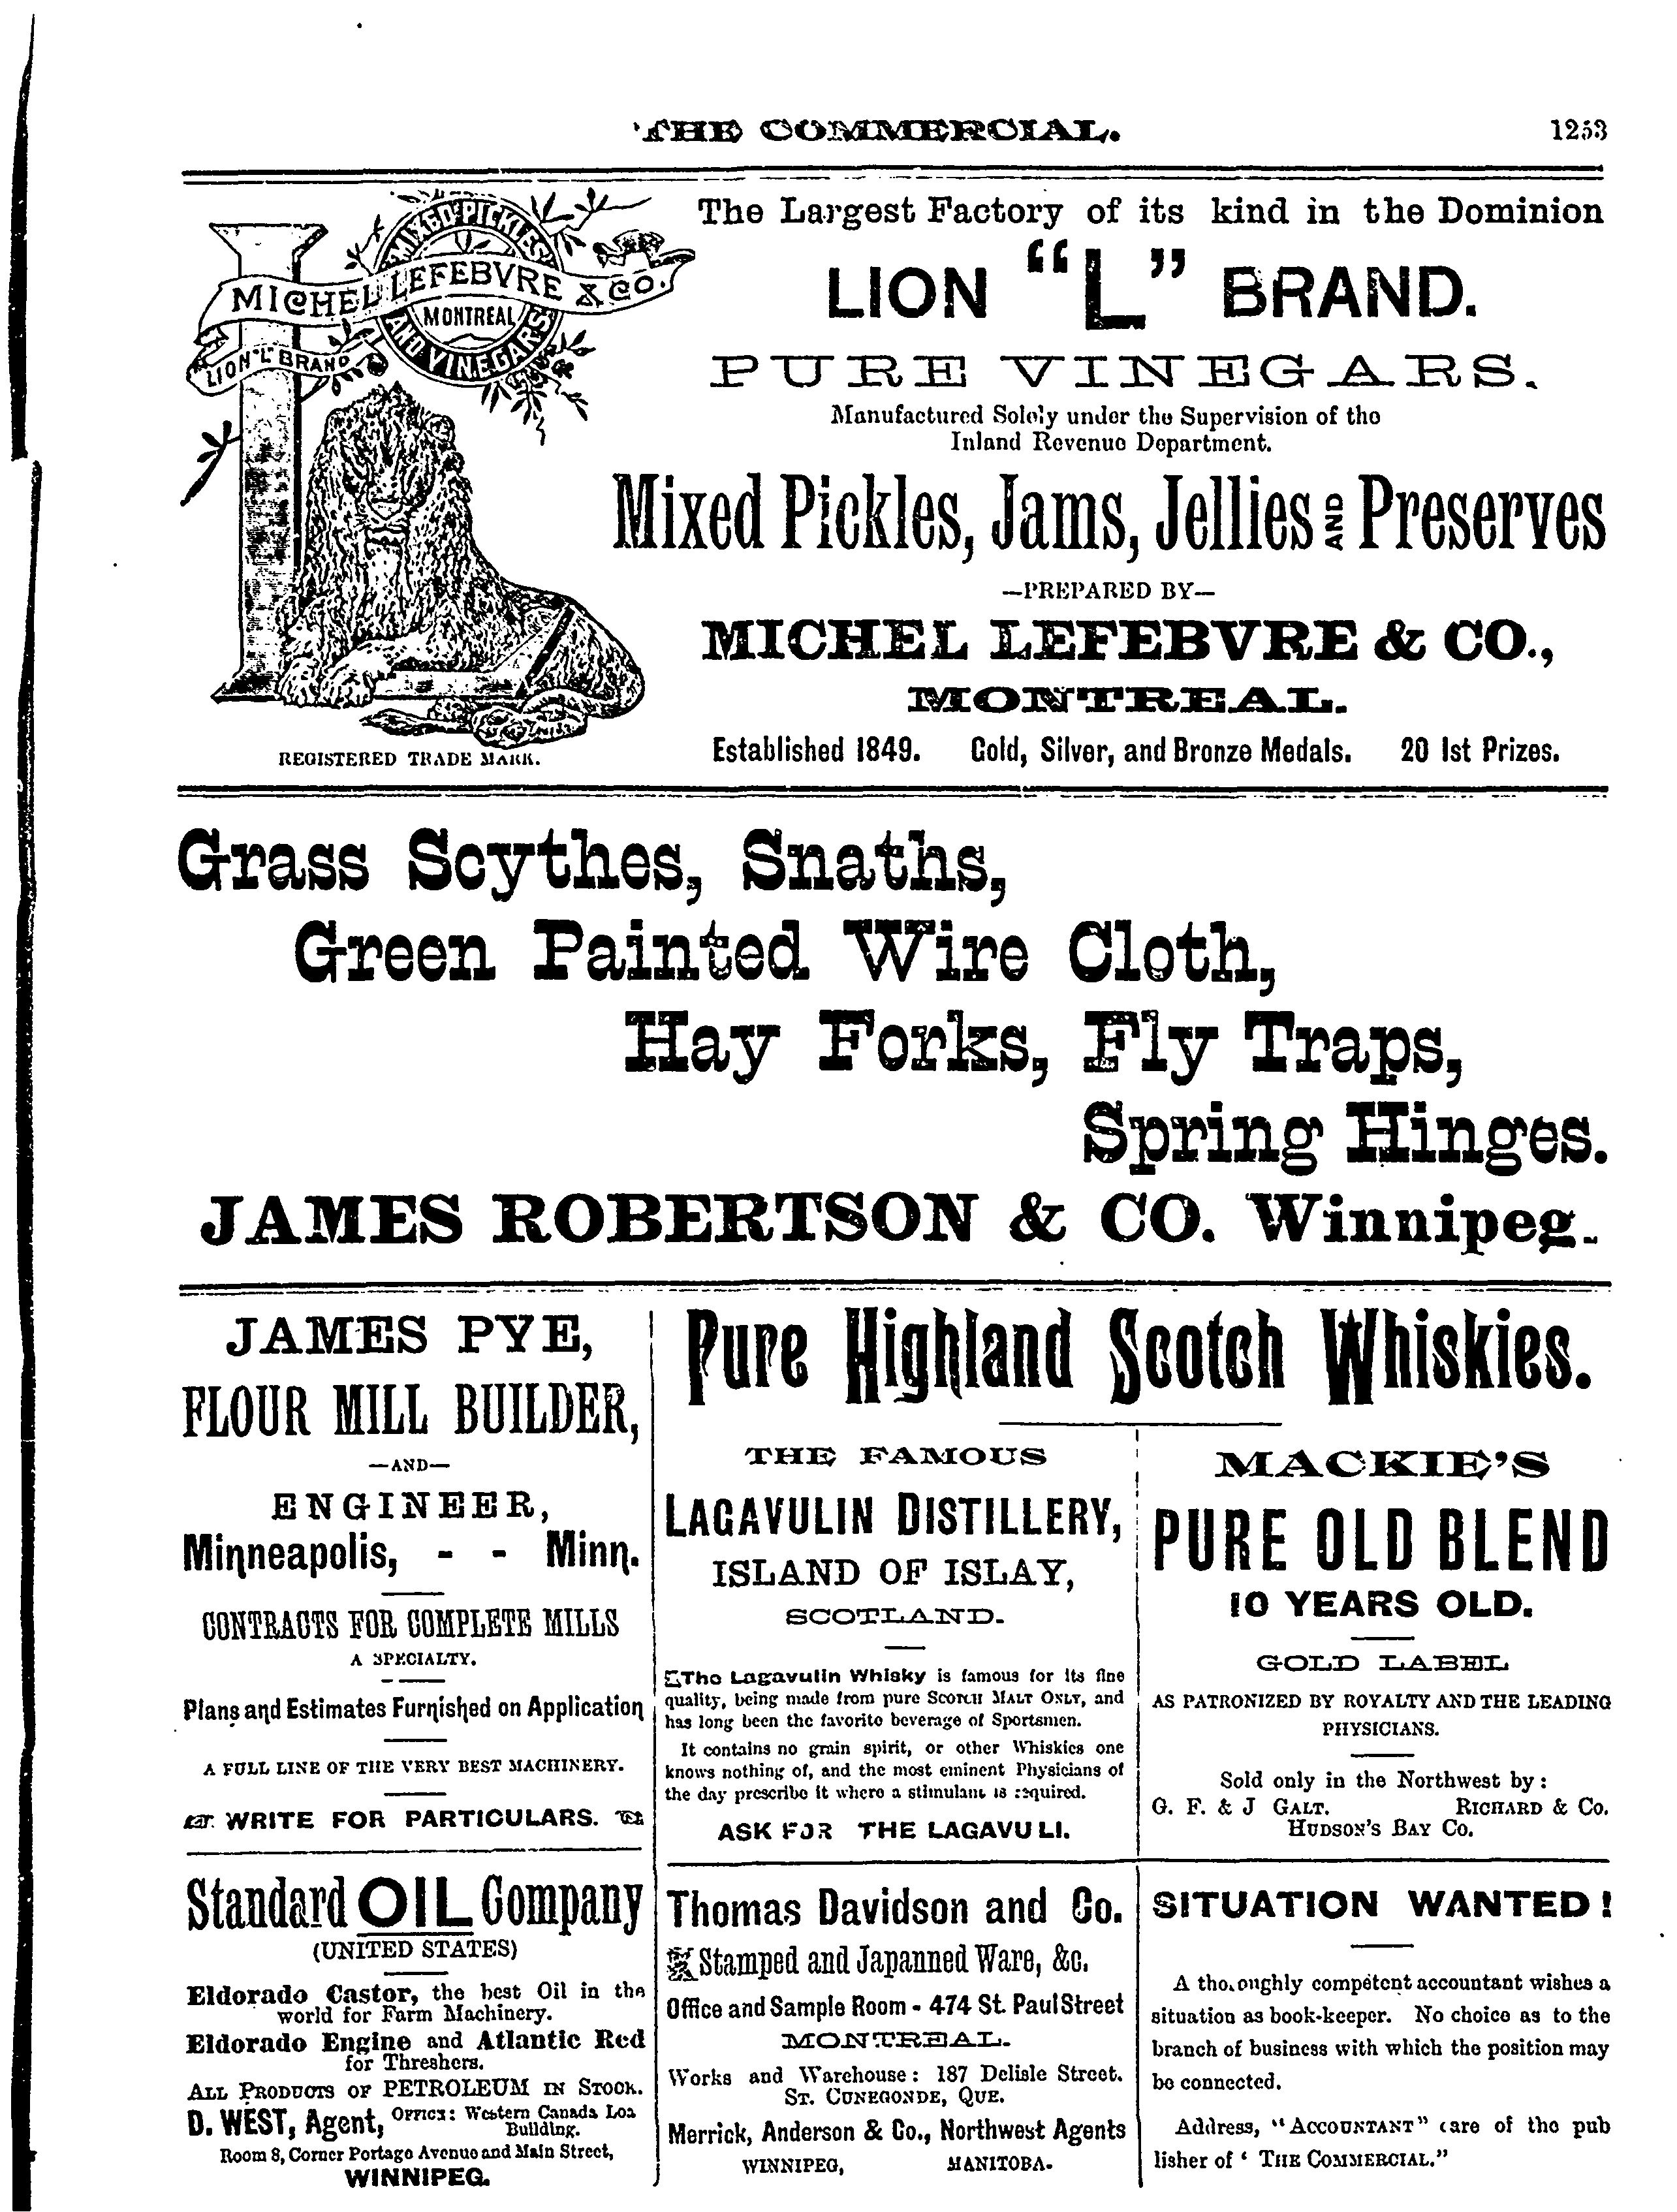 THE COMMERCIAL.
1253
MIXED PICKLES
MICHEL LEFEBVRE & CO.
MONTREAL
AND VINEGARS
LION "L" BRAND
REGISTERED TRADE MARK.
The Largest Factory of its kind in the Dominion
LION "L" BRAND.
PURE VINEGARS.
Manufactured Solely under the Supervision of the
Inland Revenue Department.
Mixed Pickles, Jams, Jellies AND Preserves
—PREPARED BY—
MICHEL LEFEBVRE & CO.,
MONTREAL.
Established 1849. Gold, Silver, and Bronze Medals. 20 1st Prizes.
Grass Scythes, Snaths,
Green Painted Wire Cloth,
Hay Forks, Fly Traps,
Spring Hinges.
JAMES ROBERTSON & CO. Winnipeg.
JAMES PYE,
FLOUR MILL BUILDER,
—AND—
ENGINEER,
Minneapolis, - - Minn.
CONTRACTS FOR COMPLETE MILLS
A SPECIALTY.
Plans and Estimates Furnished on Application
A FULL LINE OF THE VERY BEST MACHINERY.
WRITE FOR PARTICULARS.
Pure Highland Scotch Whiskies.
THE FAMOUS
LAGAVULIN DISTILLERY,
ISLAND OF ISLAY,
SCOTLAND.
The Lagavulin Whisky is famous for its fine
quality, being made from pure SCOTCH MALT ONLY, and
has long been the favorite beverage of Sportsmen.
It contains no grain spirit, or other Whiskies one
knows nothing of, and the most eminent Physicians of
the day prescribe it where a stimulant is required.
ASK FOR THE LAGAVULI.
MACKIE'S
PURE OLD BLEND
10 YEARS OLD.
GOLD LABEL
AS PATRONIZED BY ROYALTY AND THE LEADING
PHYSICIANS.
Sold only in the Northwest by:
G. F. & J GALT. RICHARD & Co.
HUDSON'S BAY Co.
Standard OIL Company
(UNITED STATES)
Eldorado Castor, the best Oil in the
world for Farm Machinery.
Eldorado Engine and Atlantic Red
for Threshers.
ALL PRODUCTS OF PETROLEUM IN STOCK.
D. WEST, Agent, OFFICE: Western Canada Loa
Building.
Room 8, Corner Portage Avenue and Main Street,
WINNIPEG.
Thomas Davidson and Co.
Stamped and Japanned Ware, &c.
Office and Sample Room - 474 St. Paul Street
MONTREAL.
Works and Warehouse: 187 Delisle Street.
ST. CUNEGONDE, QUE.
Merrick, Anderson & Co., Northwest Agents
WINNIPEG, MANITOBA.
SITUATION WANTED!
A thoroughly competent accountant wishes a
situation as book-keeper. No choice as to the
branch of business with which the position may
be connected.
Address, "ACCOUNTANT" care of the pub
lisher of ' THE COMMERCIAL."